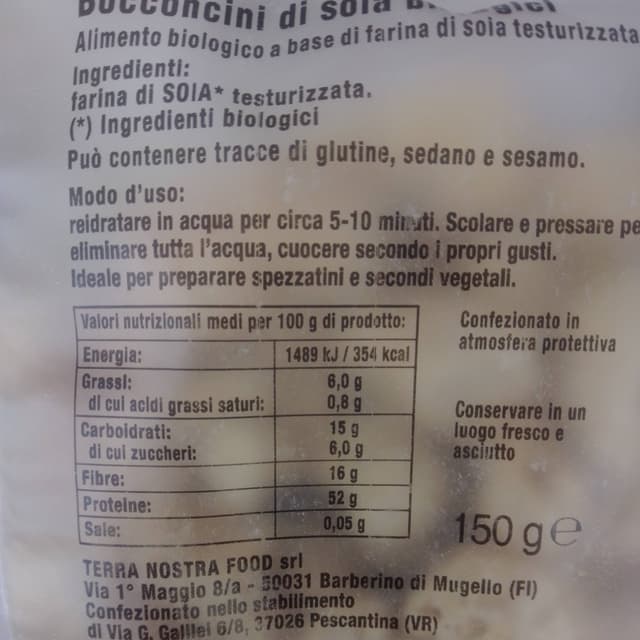 Bocconcini di soia
Alimento biologico a base di farina di soia testurizzata
Ingredienti:
farina di SOIA* testurizzata.
(*) Ingredienti biologici
Può contenere tracce di glutine, sedano e sesamo.
Modo d'uso:
reidratare in acqua per circa 5-10 minuti. Scolare e pressare pe
eliminare tutta l'acqua, cuocere secondo i propri gusti.
Ideale per preparare spezzatini e secondi vegetali.
Valori nutrizionali medi per 100 g di prodotto:
Energia: 1489 kJ / 354 kcal
Grassi: 6,0 g
di cui acidi grassi saturi: 0,8 g
Carboidrati: 15 g
di cui zuccheri: 6,0 g
Fibre: 16 g
Proteine: 52 g
Sale: 0,05 g
Confezionato in
atmosfera protettiva
Conservare in un
luogo fresco e
asciutto
150 g e
TERRA NOSTRA FOOD srl
Via 1° Maggio 8/a - 50031 Barberino di Mugello (FI)
Confezionato nello stabilimento
di Via G. Galilei 6/8, 37026 Pescantina (VR)